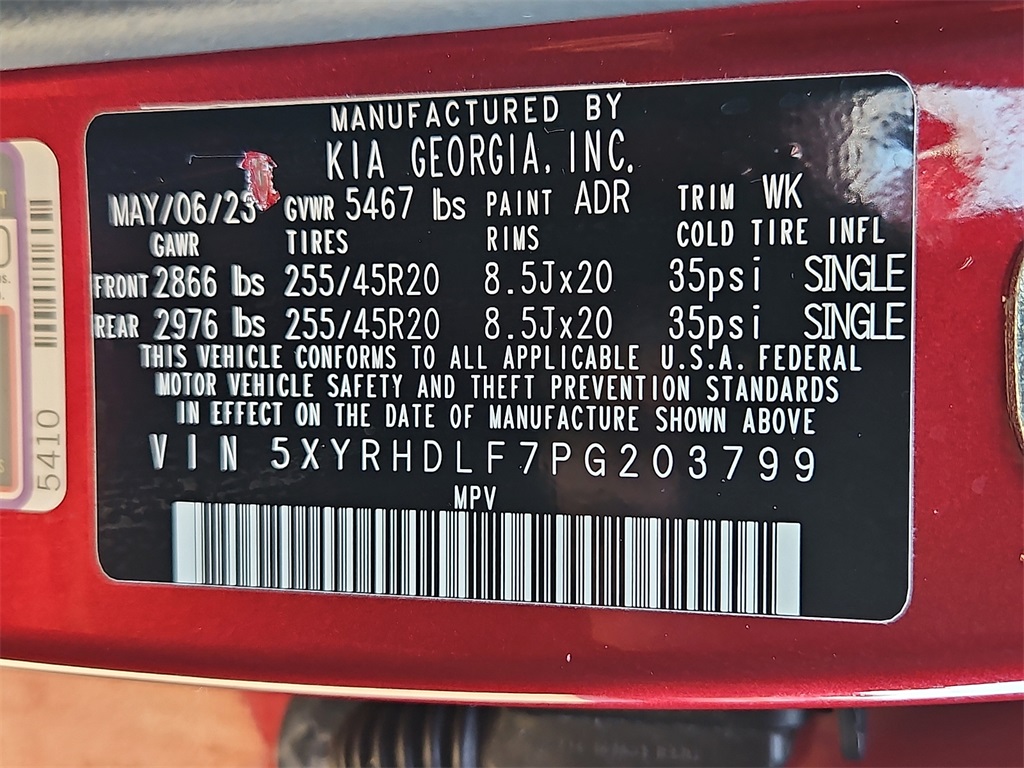 MANUFACTURED BY
KIA GEORGIA, INC.
MAY/06/23 GVWR 5467 lbs PAINT ADR TRIM WK
GAWR TIRES RIMS COLD TIRE INFL
FRONT 2866 lbs 255/45R20 8.5Jx20 35psi SINGLE
REAR 2976 lbs 255/45R20 8.5Jx20 35psi SINGLE
THIS VEHICLE CONFORMS TO ALL APPLICABLE U.S.A. FEDERAL
MOTOR VEHICLE SAFETY AND THEFT PREVENTION STANDARDS
IN EFFECT ON THE DATE OF MANUFACTURE SHOWN ABOVE
VIN 5XYRHDLF7PG203799
MPV
5410